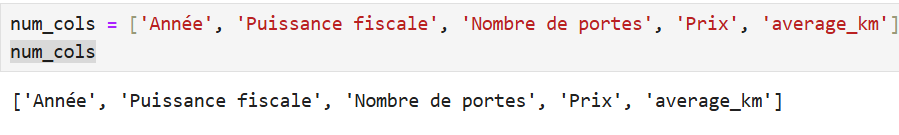 num_cols = ['Année', 'Puissance fiscale', 'Nombre de portes', 'Prix', 'average_km']
num_cols
['Année', 'Puissance fiscale', 'Nombre de portes', 'Prix', 'average_km']